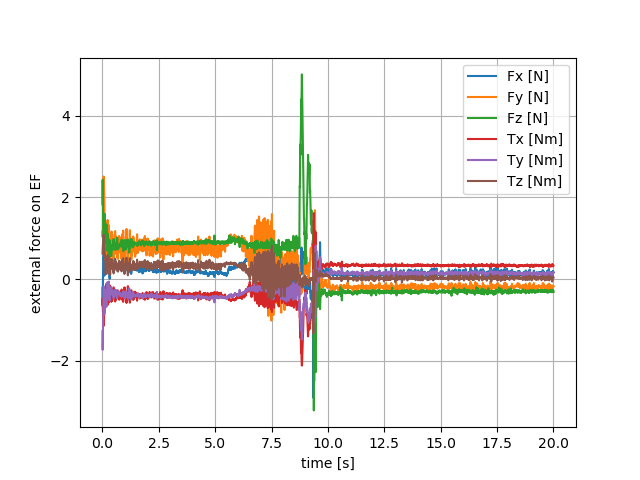 external force on EF
4
2
0
−2
0.0 2.5 5.0 7.5 10.0 12.5 15.0 17.5 20.0
time [s]
Fx [N]
Fy [N]
Fz [N]
Tx [Nm]
Ty [Nm]
Tz [Nm]